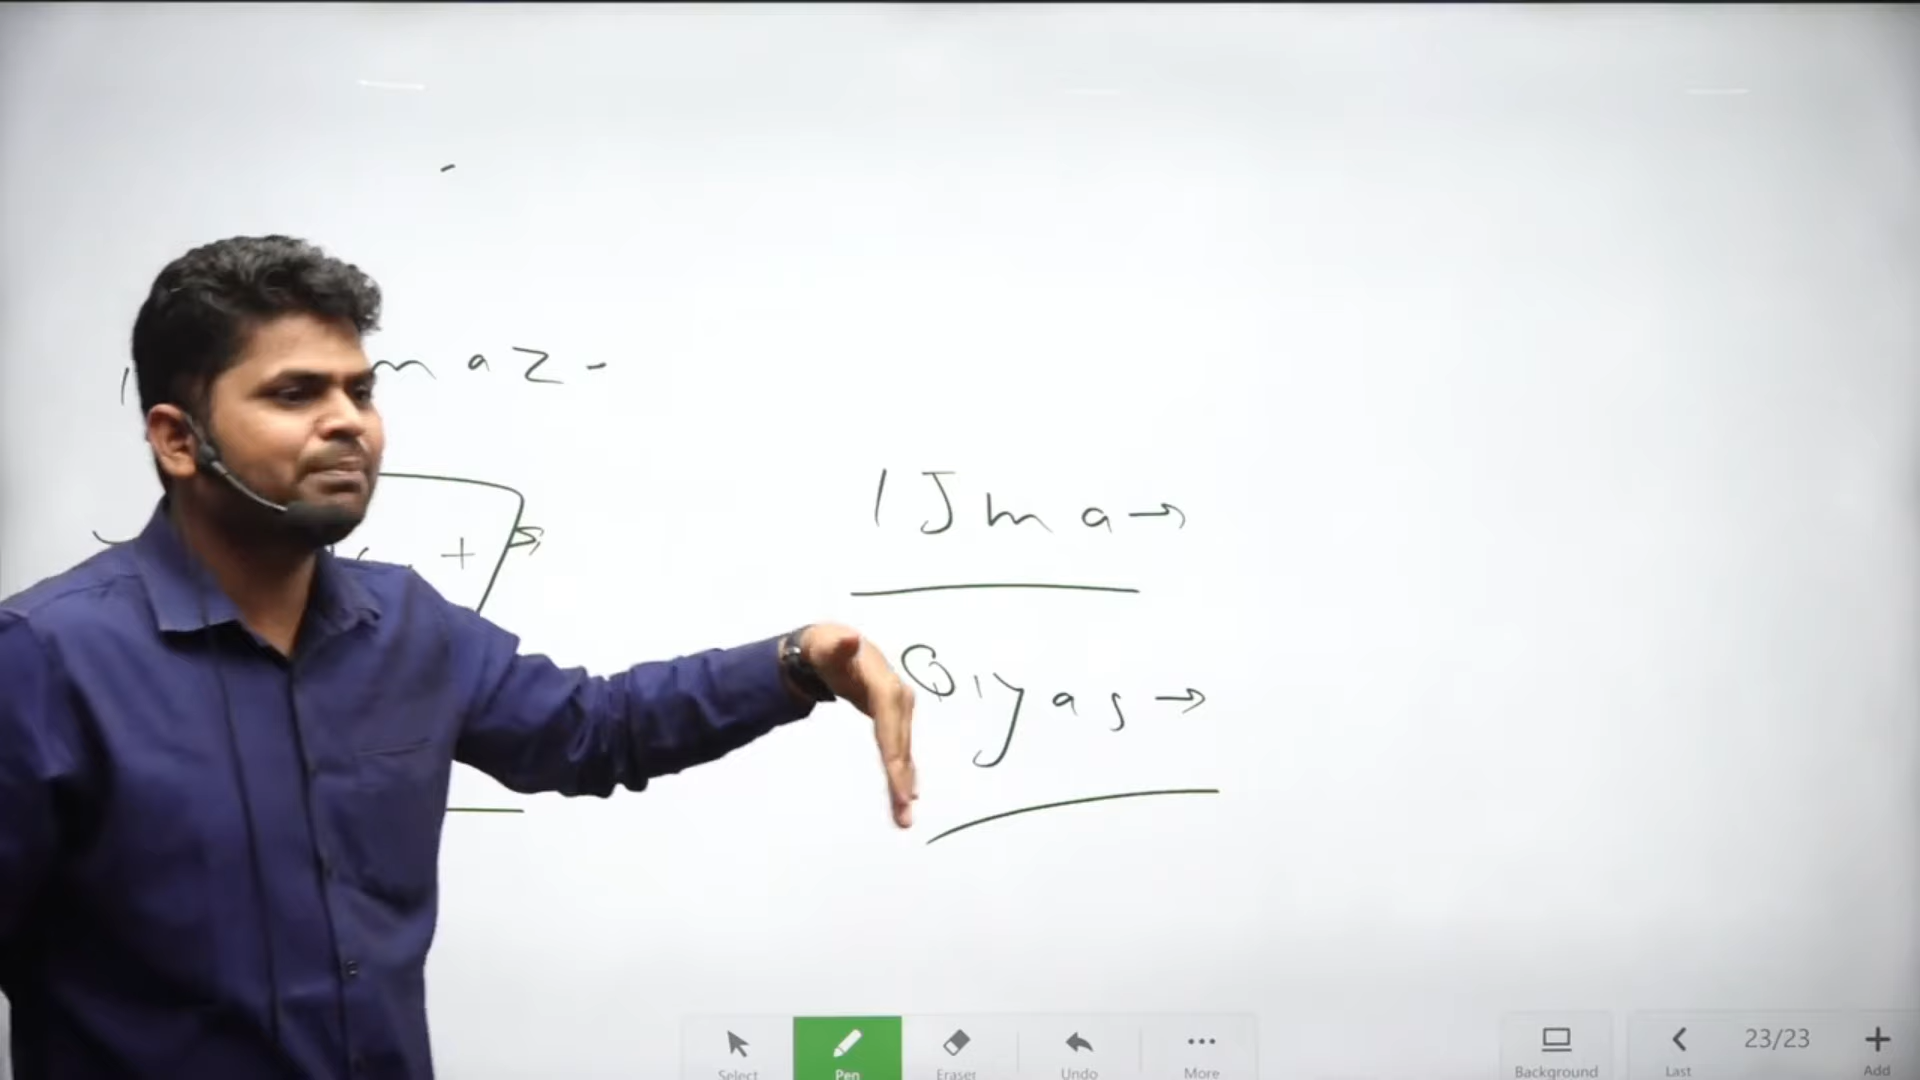 maz-
IJma→
Qiyas→
Select
Pen
Eraser
Undo
More
Background
Last
23/23
Add